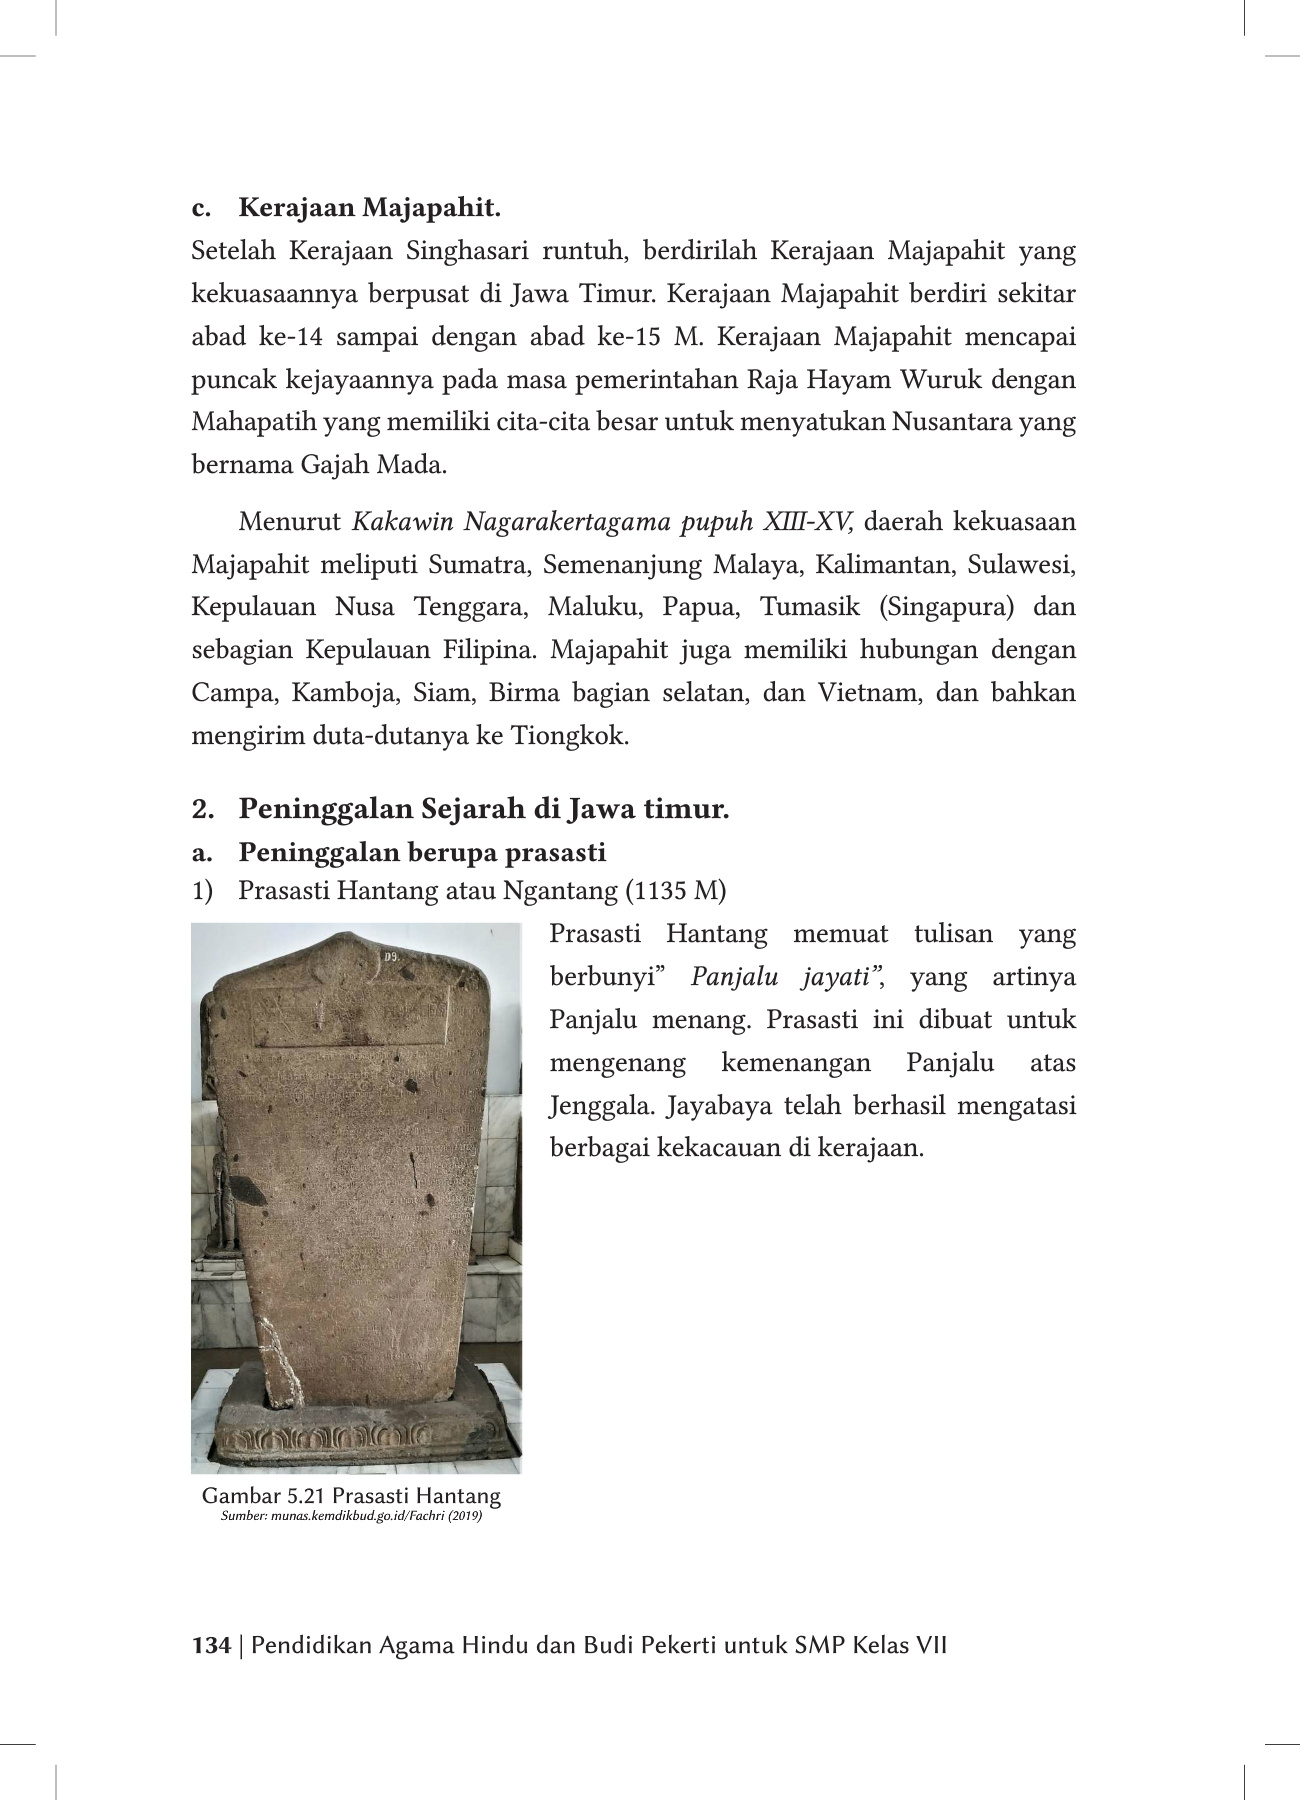 c. Kerajaan Majapahit.
Setelah Kerajaan Singhasari runtuh, berdirilah Kerajaan Majapahit yang
kekuasaannya berpusat di Jawa Timur. Kerajaan Majapahit berdiri sekitar
abad ke-14 sampai dengan abad ke-15 M. Kerajaan Majapahit mencapai
puncak kejayaannya pada masa pemerintahan Raja Hayam Wuruk dengan
Mahapatih yang memiliki cita-cita besar untuk menyatukan Nusantara yang
bernama Gajah Mada.
Menurut Kakawin Nagarakertagama pupuh XIII-XV, daerah kekuasaan
Majapahit meliputi Sumatra, Semenanjung Malaya, Kalimantan, Sulawesi,
Kepulauan Nusa Tenggara, Maluku, Papua, Tumasik (Singapura) dan
sebagian Kepulauan Filipina. Majapahit juga memiliki hubungan dengan
Campa, Kamboja, Siam, Birma bagian selatan, dan Vietnam, dan bahkan
mengirim duta-dutanya ke Tiongkok.
2. Peninggalan Sejarah di Jawa timur.
a. Peninggalan berupa prasasti
1) Prasasti Hantang atau Ngantang (1135 M)
D9.
Prasasti Hantang memuat tulisan yang
berbunyi” Panjalu jayati”, yang artinya
Panjalu menang. Prasasti ini dibuat untuk
mengenang kemenangan Panjalu atas
Jenggala. Jayabaya telah berhasil mengatasi
berbagai kekacauan di kerajaan.
Gambar 5.21 Prasasti Hantang
Sumber: munas.kemdikbud.go.id/Fachri (2019)
134 | Pendidikan Agama Hindu dan Budi Pekerti untuk SMP Kelas VII